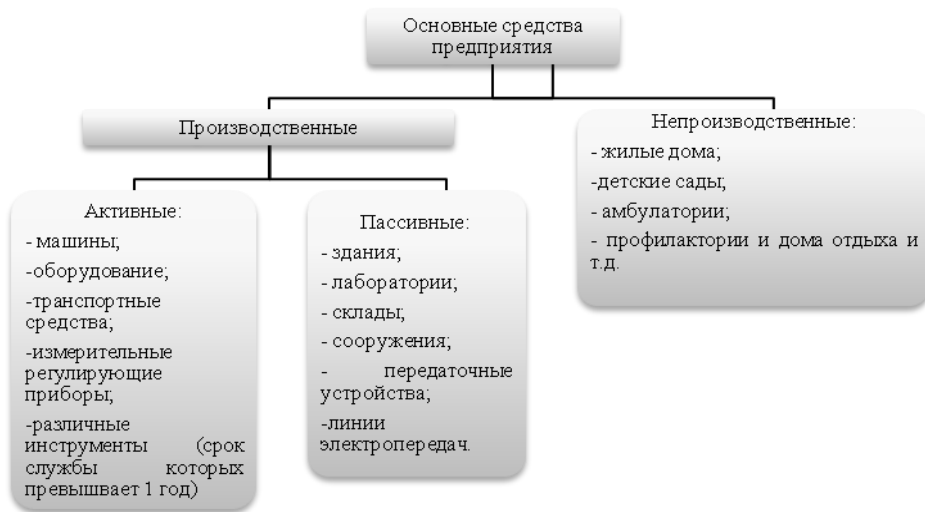 Основные средства
предприятия
Производственные
Непроизводственные:
- жилые дома;
-детские сады;
- амбулатории;
- профилактории и дома отдыха и
т.д.
Активные:
- машины;
-оборудование;
-транспортные
средства;
-измерительные
регулирующие
приборы;
-различные
инструменты (срок
службы которых
превышвает 1 год)
Пассивные:
- здания;
- лаборатории;
- склады;
- сооружения;
- передаточные
устройства;
-линии
электропередач.